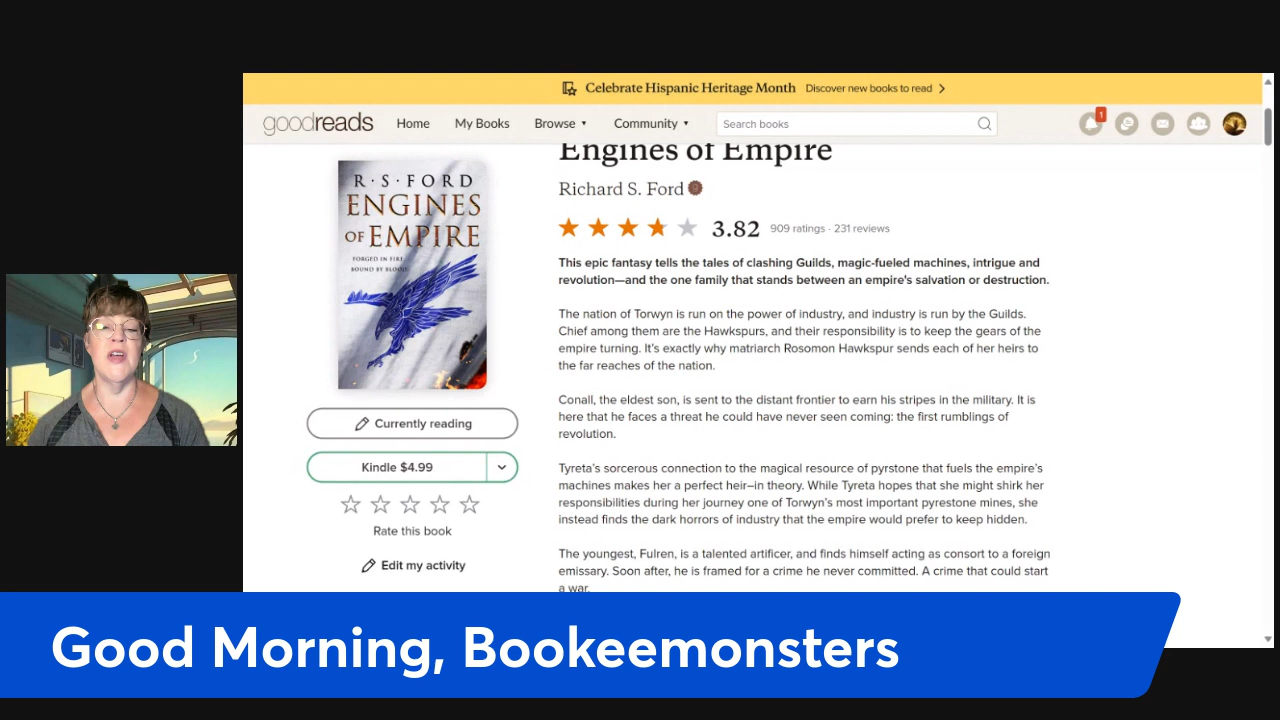 Celebrate Hispanic Heritage Month Discover new books to read
goodreads Home My Books Browse Community Search books 1
Engines of Empire
Richard S. Ford
3.82 909 ratings · 231 reviews
R·S·FORD
ENGINES
OF EMPIRE
FORGED IN FIRE.
BOUND BY BLOOD.
Currently reading
Kindle $4.99
Rate this book
Edit my activity
This epic fantasy tells the tales of clashing Guilds, magic-fueled machines, intrigue and
revolution—and the one family that stands between an empire's salvation or destruction.
The nation of Torwyn is run on the power of industry, and industry is run by the Guilds.
Chief among them are the Hawkspurs, and their responsibility is to keep the gears of the
empire turning. It's exactly why matriarch Rosomon Hawkspur sends each of her heirs to
the far reaches of the nation.
Conall, the eldest son, is sent to the distant frontier to earn his stripes in the military. It is
here that he faces a threat he could have never seen coming: the first rumblings of
revolution.
Tyreta's sorcerous connection to the magical resource of pyrstone that fuels the empire's
machines makes her a perfect heir–in theory. While Tyreta hopes that she might shirk her
responsibilities during her journey one of Torwyn's most important pyrestone mines, she
instead finds the dark horrors of industry that the empire would prefer to keep hidden.
The youngest, Fulren, is a talented artificer, and finds himself acting as consort to a foreign
emissary. Soon after, he is framed for a crime he never committed. A crime that could start
a war.
Good Morning, Bookeemonsters